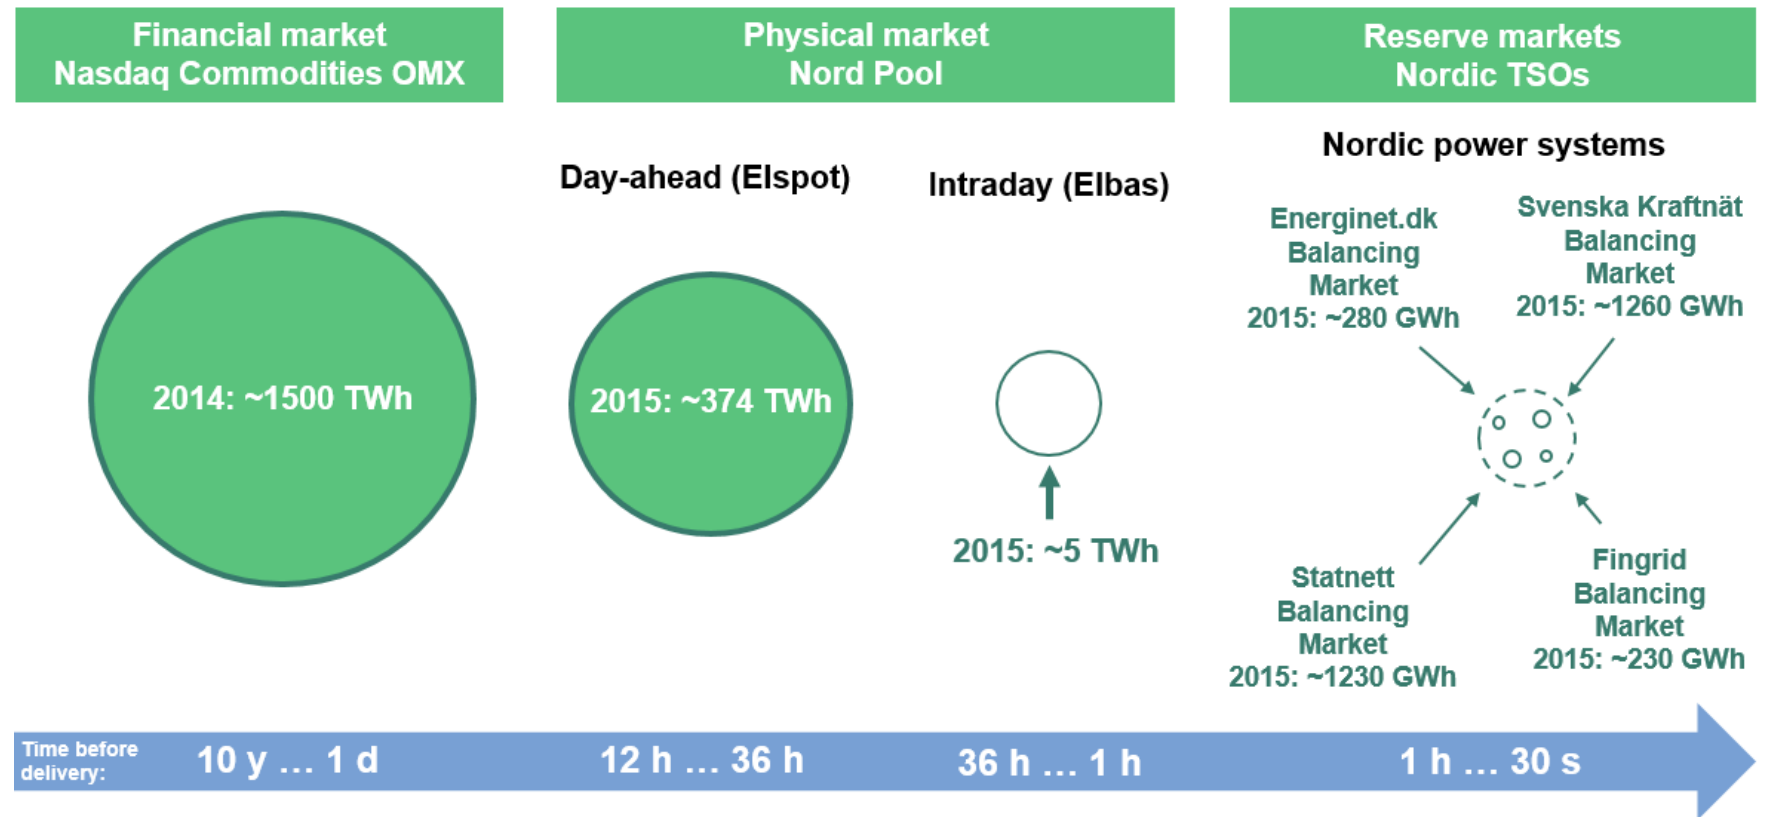 Financial market
Nasdaq Commodities OMX
Physical market
Nord Pool
Reserve markets
Nordic TSOs
Day-ahead (Elspot)
Intraday (Elbas)
Nordic power systems
2014: ~1500 TWh
2015: ~374 TWh
2015: ~5 TWh
Energinet.dk
Balancing
Market
2015: ~280 GWh
Svenska Kraftnät
Balancing
Market
2015: ~1260 GWh
Statnett
Balancing
Market
2015: ~1230 GWh
Fingrid
Balancing
Market
2015: ~230 GWh
Time before
delivery:
10 y ... 1 d
12 h ... 36 h
36 h ... 1 h
1 h ... 30 s